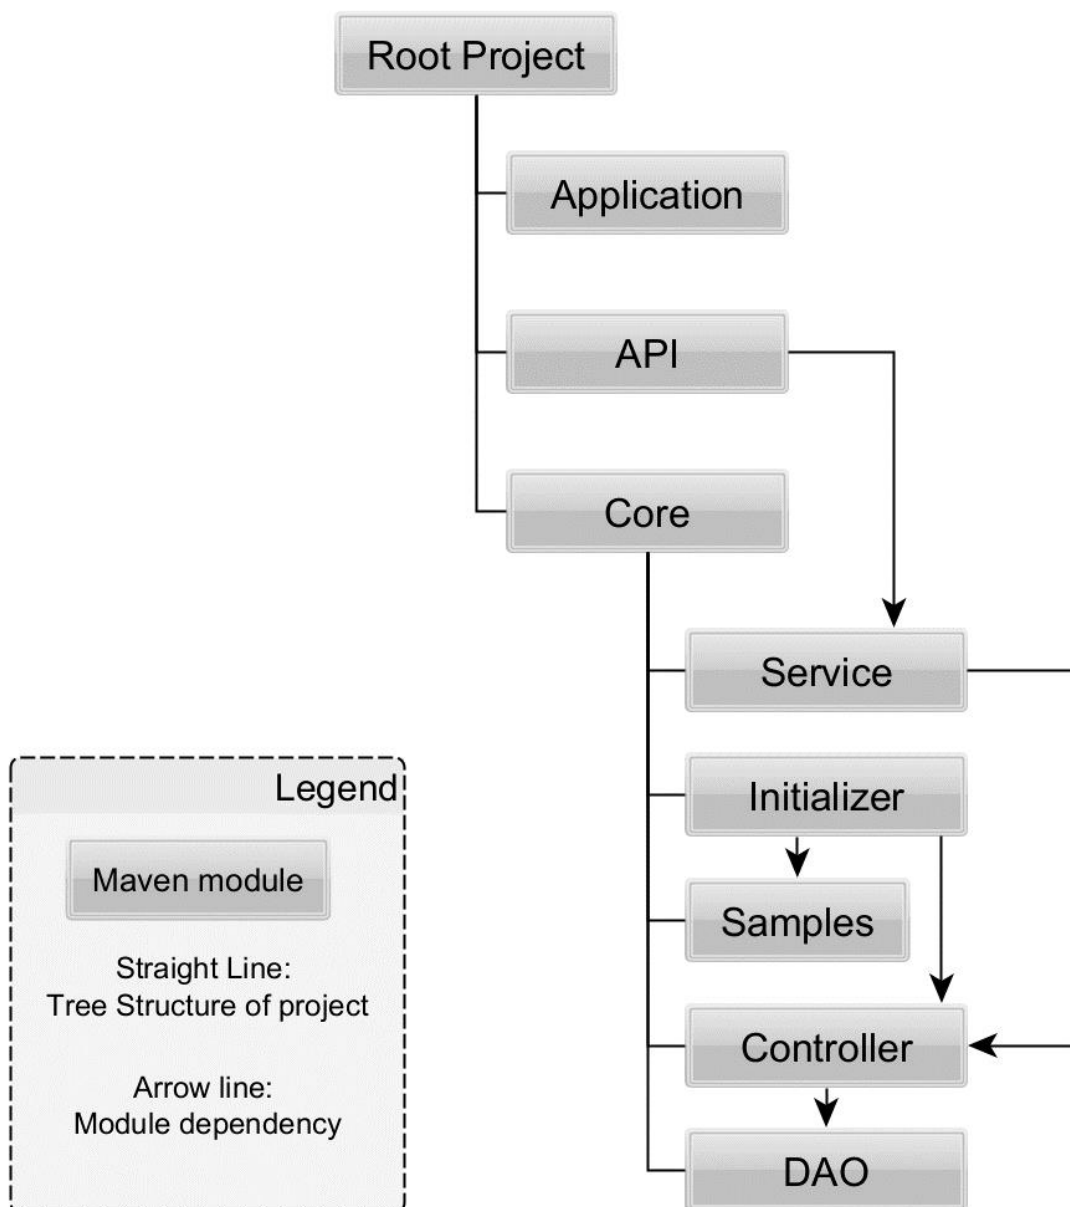 Root Project
Application
API
Core
Service
Initializer
Samples
Controller
DAO
Legend
Maven module
Straight Line:
Tree Structure of project
Arrow line:
Module dependency